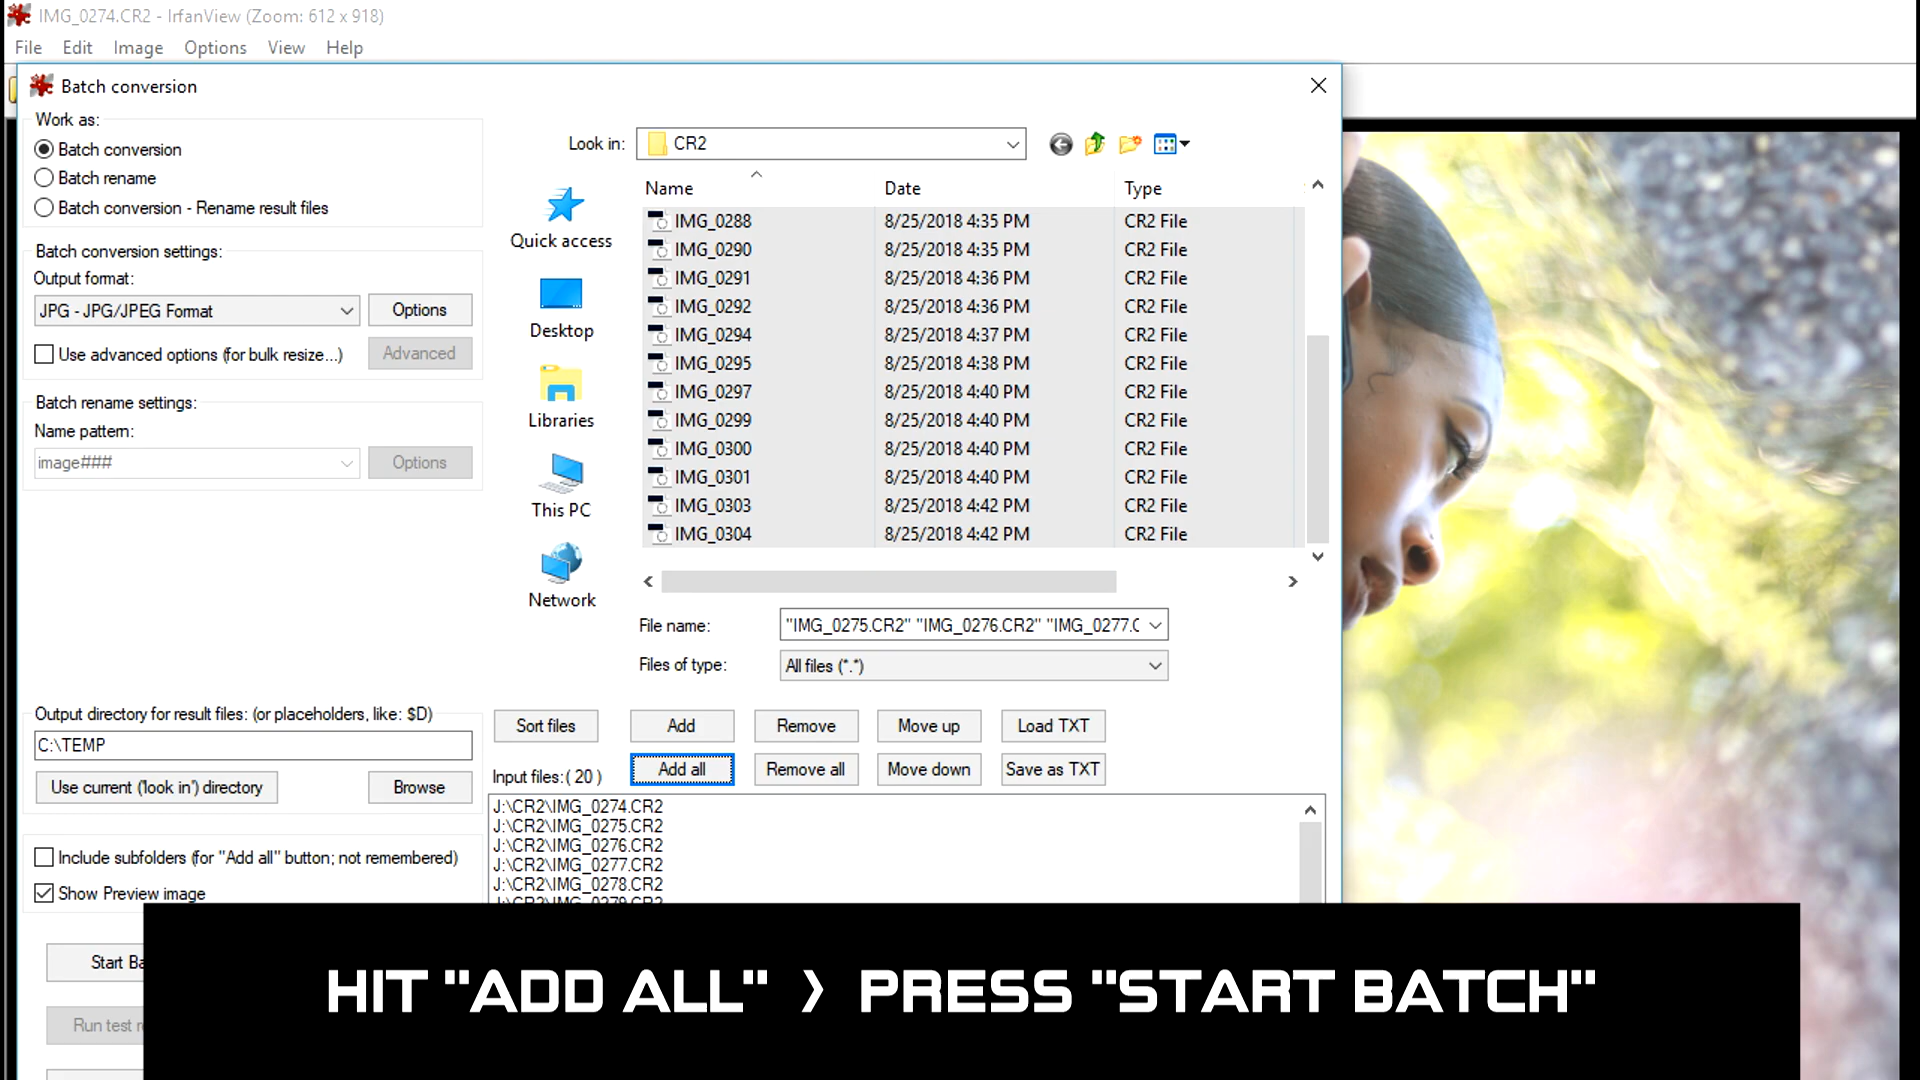 IMG_0274.CR2 - IrfanView (Zoom: 612 x 918)
File Edit Image Options View Help
Batch conversion
Work as:
Batch conversion
Batch rename
Batch conversion - Rename result files
Batch conversion settings:
Output format:
JPG - JPG/JPEG Format
Options
Use advanced options (for bulk resize...)
Advanced
Batch rename settings:
Name pattern:
image###
Options
Output directory for result files: (or placeholders, like: $D)
C:\TEMP
Use current ('look in') directory
Browse
Include subfolders (for "Add all" button; not remembered)
Show Preview image
Start Ba
Run test
Look in: CR2
Quick access
Desktop
Libraries
This PC
Network
Name Date Type
IMG_0288 8/25/2018 4:35 PM CR2 File
IMG_0290 8/25/2018 4:35 PM CR2 File
IMG_0291 8/25/2018 4:36 PM CR2 File
IMG_0292 8/25/2018 4:36 PM CR2 File
IMG_0294 8/25/2018 4:37 PM CR2 File
IMG_0295 8/25/2018 4:38 PM CR2 File
IMG_0297 8/25/2018 4:40 PM CR2 File
IMG_0299 8/25/2018 4:40 PM CR2 File
IMG_0300 8/25/2018 4:40 PM CR2 File
IMG_0301 8/25/2018 4:40 PM CR2 File
IMG_0303 8/25/2018 4:42 PM CR2 File
IMG_0304 8/25/2018 4:42 PM CR2 File
File name: "IMG_0275.CR2" "IMG_0276.CR2" "IMG_0277.C
Files of type: All files (*.*)
Sort files Add Remove Move up Load TXT
Input files: ( 20 ) Add all Remove all Move down Save as TXT
J:\CR2\IMG_0274.CR2
J:\CR2\IMG_0275.CR2
J:\CR2\IMG_0276.CR2
J:\CR2\IMG_0277.CR2
J:\CR2\IMG_0278.CR2
J:\CR2\IMG_0279.CR2
HIT "ADD ALL" > PRESS "START BATCH"